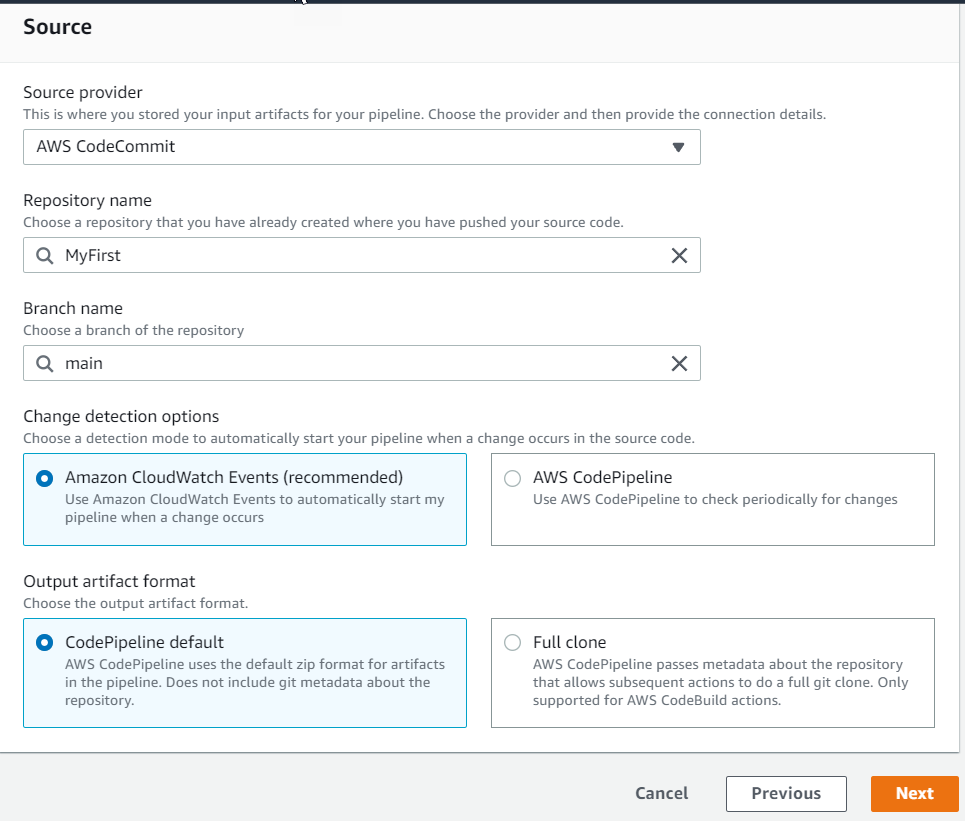 Source
Source provider
This is where you stored your input artifacts for your pipeline. Choose the provider and then provide the connection details.
AWS CodeCommit
Repository name
Choose a repository that you have already created where you have pushed your source code.
MyFirst
Branch name
Choose a branch of the repository
main
Change detection options
Choose a detection mode to automatically start your pipeline when a change occurs in the source code.
Amazon CloudWatch Events (recommended)
Use Amazon CloudWatch Events to automatically start my
pipeline when a change occurs
AWS CodePipeline
Use AWS CodePipeline to check periodically for changes
Output artifact format
Choose the output artifact format.
CodePipeline default
AWS CodePipeline uses the default zip format for artifacts
in the pipeline. Does not include git metadata about the
repository.
Full clone
AWS CodePipeline passes metadata about the repository
that allows subsequent actions to do a full git clone. Only
supported for AWS CodeBuild actions.
Cancel
Previous
Next